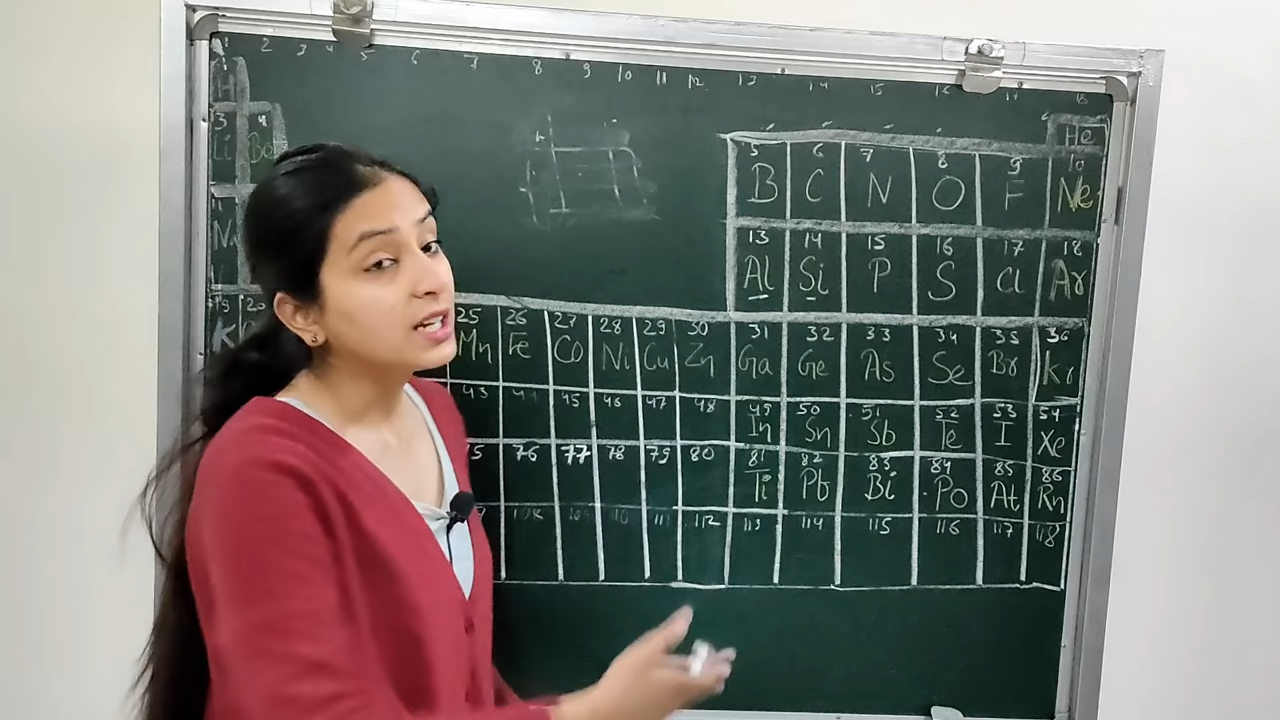 1 2 3 4 5 6 7 8 9 10 11 12 13 14 15 16 17 18
H He
3 4 5 6 7 8 9 10
Li Be B C N O F Ne
13 14 15 16 17 18
Al Si P S Cl Ar
19 20 25 26 27 28 29 30 31 32 33 34 35 36
K Mn Fe Co Ni Cu Zn Ga Ge As Se Br Kr
43 44 45 46 47 48 49 50 51 52 53 54
In Sn Sb Te I Xe
75 76 77 78 79 80 81 82 83 84 85 86
Ti Pb Bi Po At Rn
108 109 110 111 112 113 114 115 116 117 118